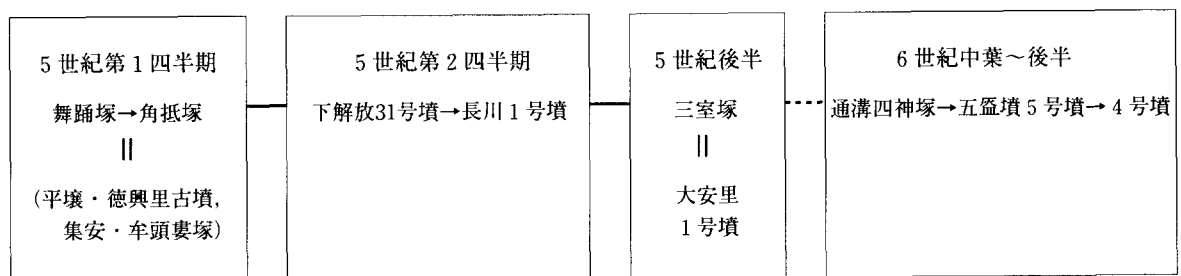 5世紀第1四半期
舞踊塚→角抵塚
||
(平壌・徳興里古墳,
集安・牟頭婁塚)
5世紀第2四半期
下解放31号墳→長川1号墳
5世紀後半
三室塚
||
大安里
1号墳
6世紀中葉〜後半
通溝四神塚→五盔墳5号墳→4号墳